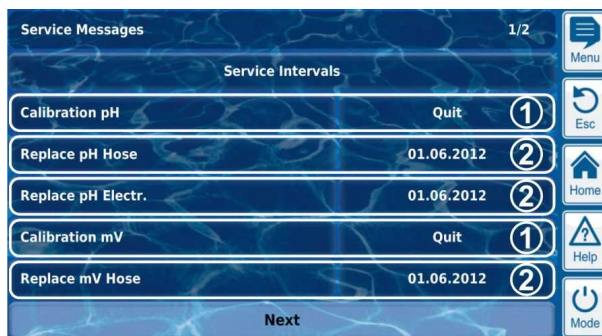 Service Messages 1/2
Service Intervals
Calibration pH Quit 1
Replace pH Hose 01.06.2012 2
Replace pH Electr. 01.06.2012 2
Calibration mV Quit 1
Replace mV Hose 01.06.2012 2
Next
Menu
Esc
Home
Help
Mode